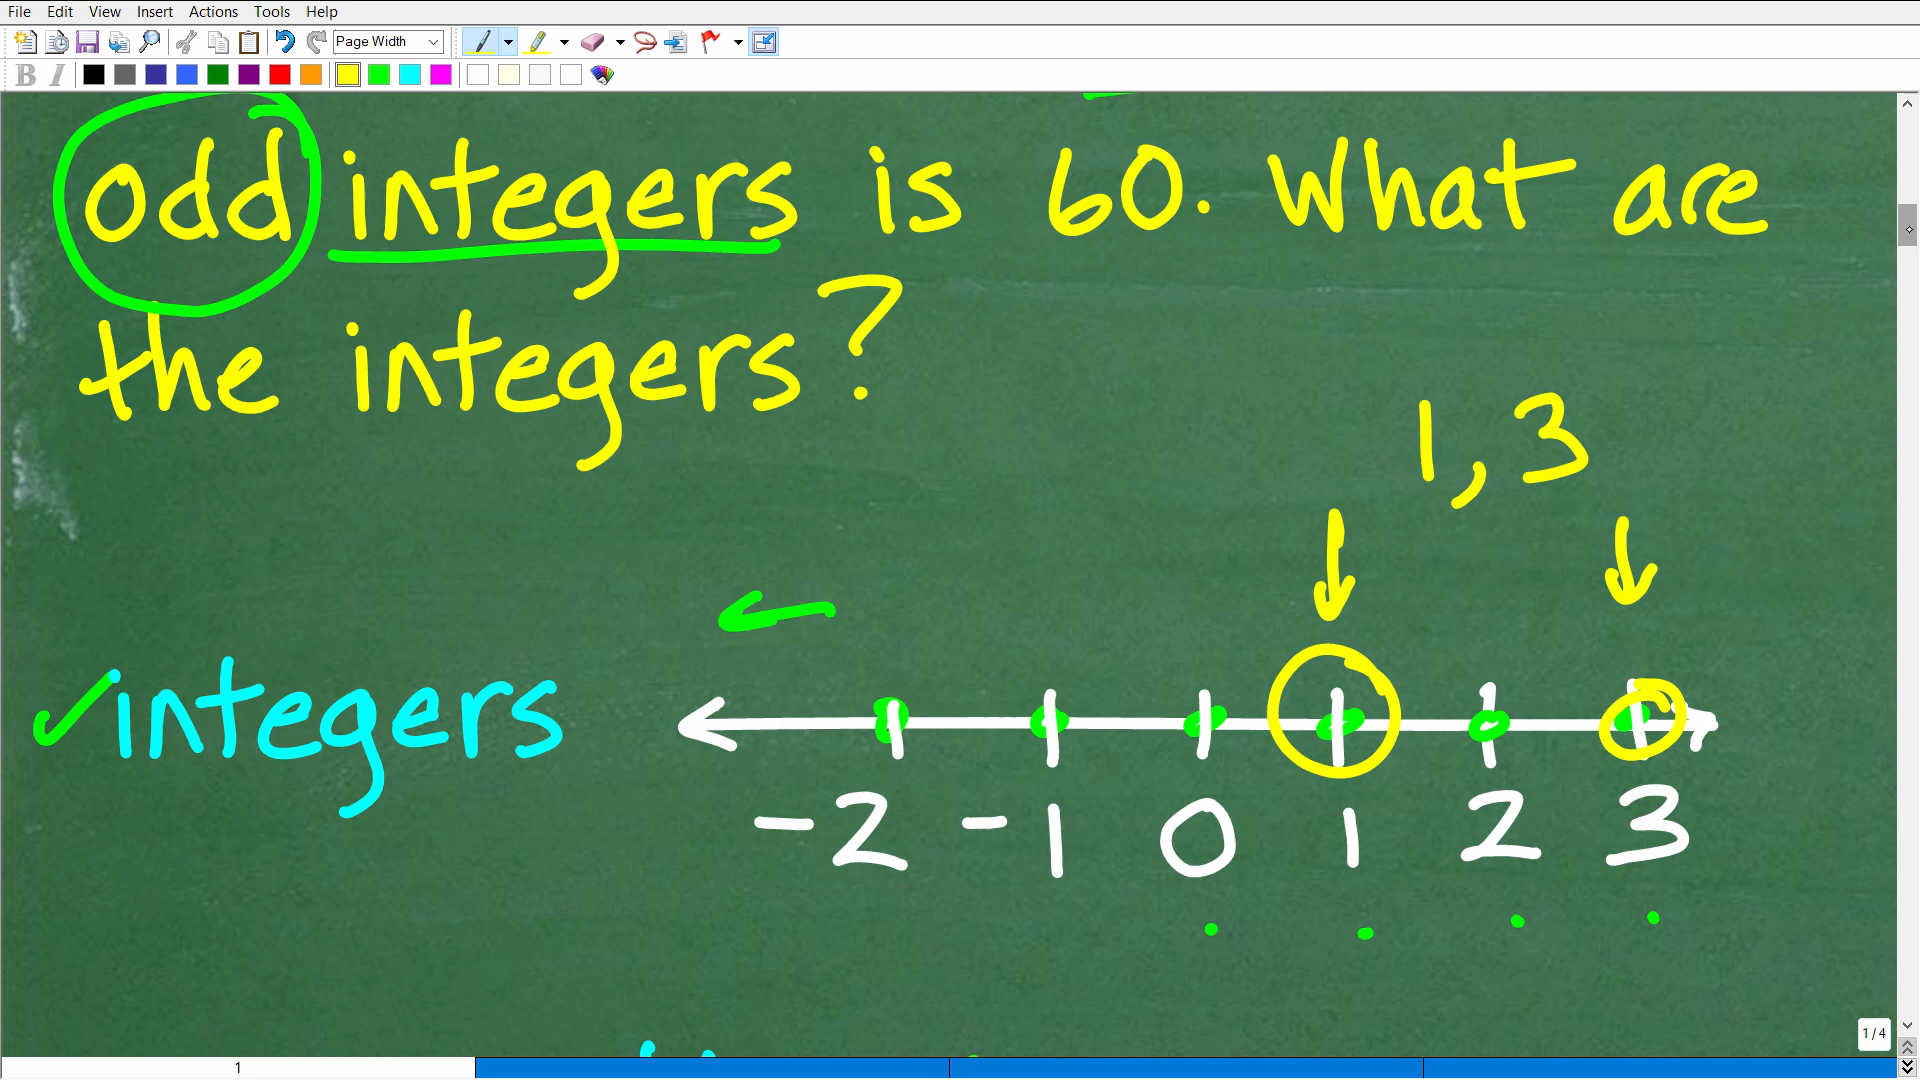 File Edit View Insert Actions Tools Help
Page Width
B I
odd integers is 60. What are
the integers?
1, 3
integers
-2 -1 0 1 2 3
1 / 4
1